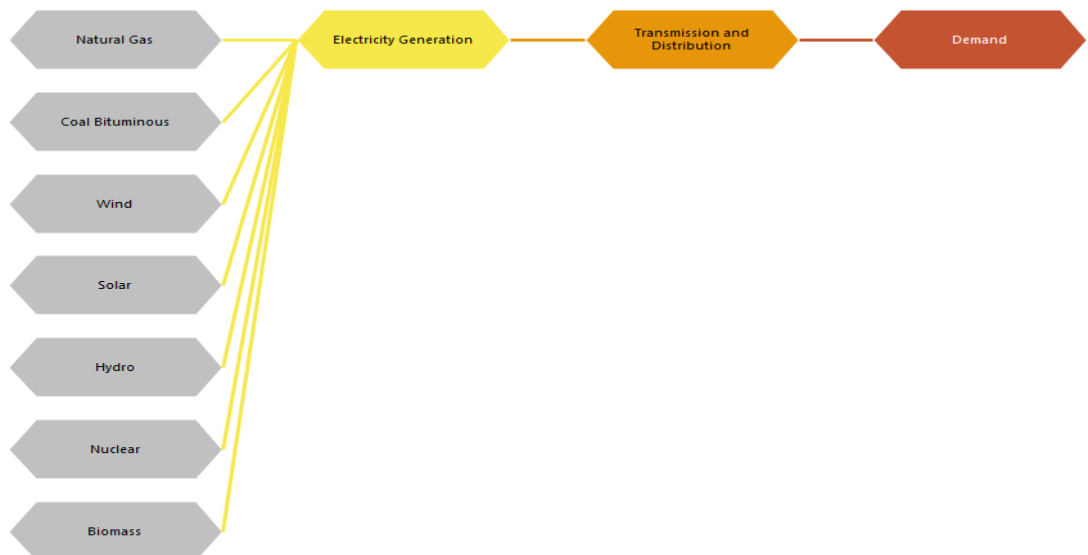 Natural Gas
Electricity Generation
Transmission and
Distribution
Demand
Coal Bituminous
Wind
Solar
Hydro
Nuclear
Biomass